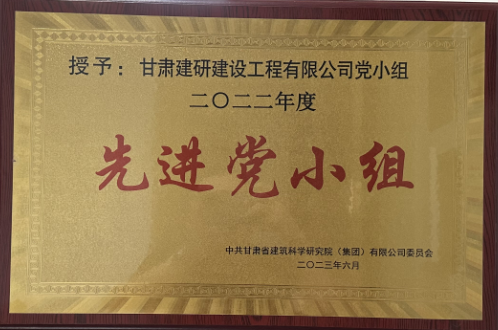 授予：甘肃建研建设工程有限公司党小组
二〇二二年度
先进党小组
中共甘肃省建筑科学研究院（集团）有限公司委员会
二〇二三年六月